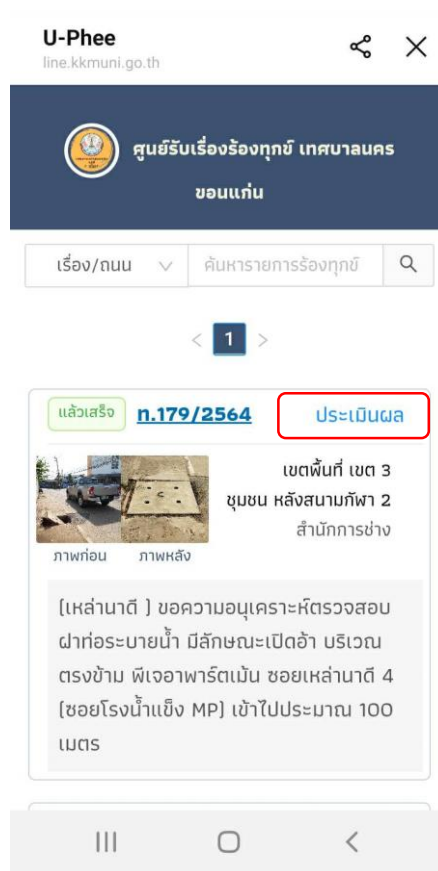 U-Phee
line.kkmuni.go.th
ศูนย์รับเรื่องร้องทุกข์ เทศบาลนคร
ขอนแก่น
เรื่อง/ถนน
ค้นหารายการร้องทุกข์
< 1 >
แล้วเสร็จ
ท.179/2564
ประเมินผล
เขตพื้นที่ เขต 3
ชุมชน หลังสนามกีฬา 2
สำนักการช่าง
ภาพก่อน
ภาพหลัง
(เหล่านาดี ) ขอความอนุเคราะห์ตรวจสอบ
ฝาท่อระบายน้ำ มีลักษณะเปิดอ้า บริเวณ
ตรงข้าม พีเจอาพาร์ตเม้น ซอยเหล่านาดี 4
(ซอยโรงน้ำแข็ง MP) เข้าไปประมาณ 100
เมตร